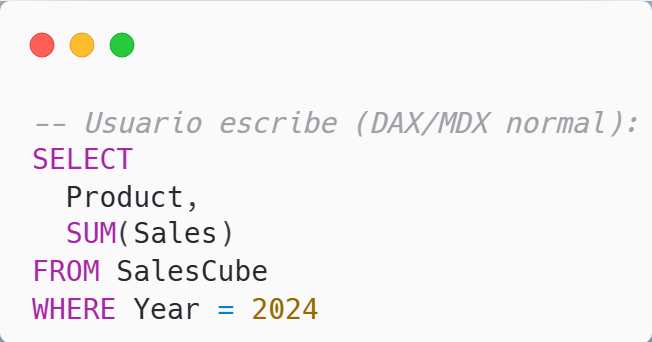 -- Usuario escribe (DAX/MDX normal):
SELECT
  Product,
  SUM(Sales)
FROM SalesCube
WHERE Year = 2024